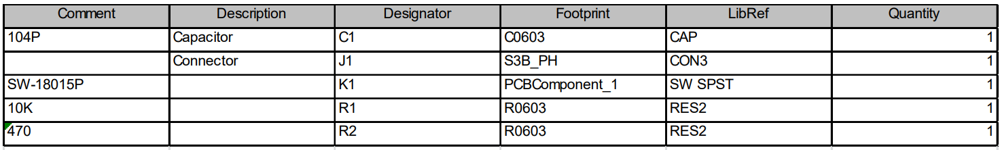 Comment Description Designator Footprint LibRef Quantity
104P Capacitor C1 C0603 CAP 1
Connector J1 S3B_PH CON3 1
SW-18015P K1 PCBComponent_1 SW SPST 1
10K R1 R0603 RES2 1
470 R2 R0603 RES2 1